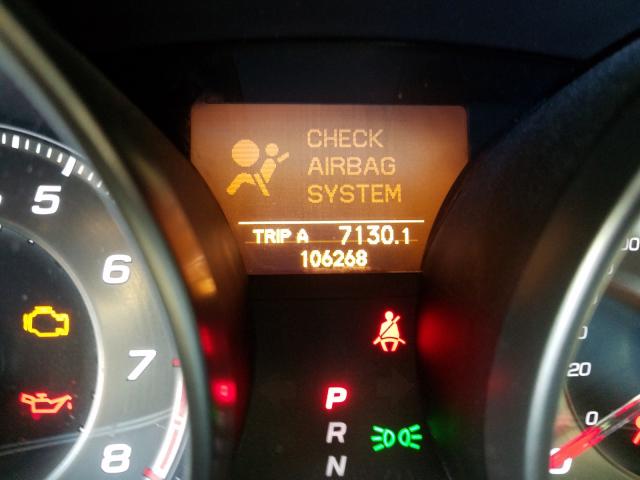 CHECK
AIRBAG
SYSTEM
TRIP A 7130.1
106268
5
6
7
8
P
R
N
20
0